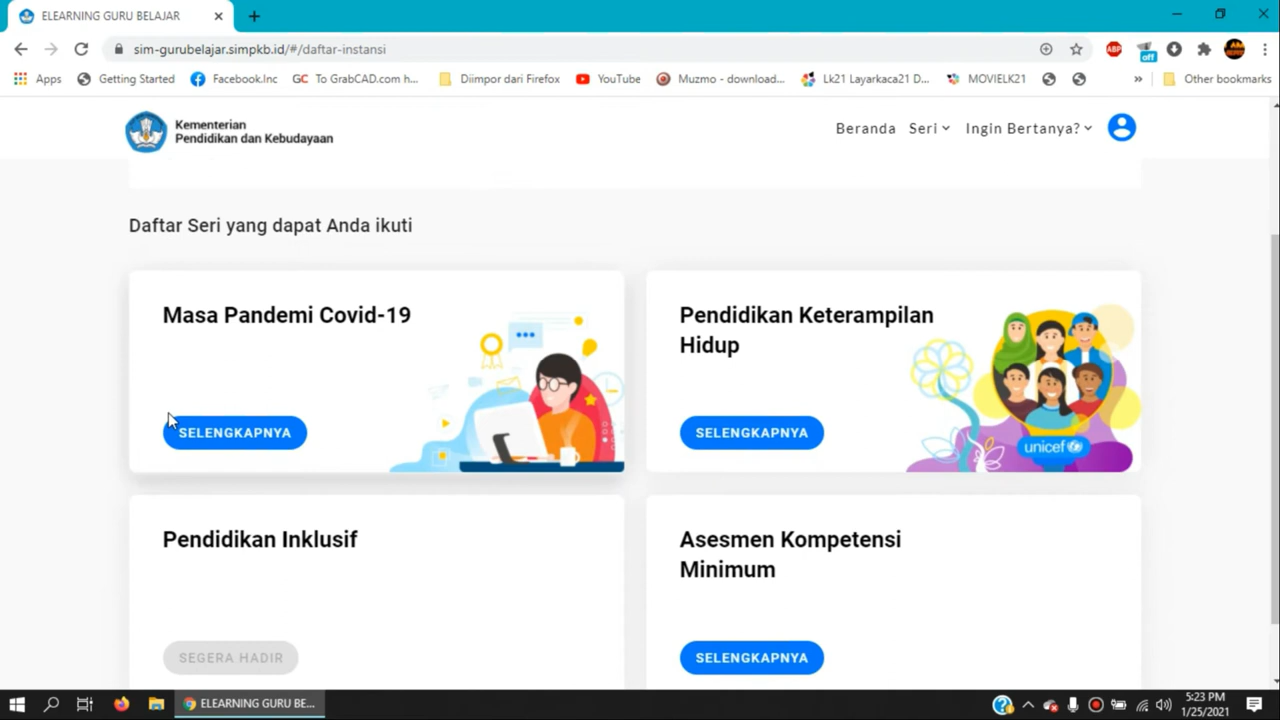 ELEARNING GURU BELAJAR
sim-gurubelajar.simpkb.id/#/daftar-instansi
ABP
off
Apps
Getting Started
Facebook.Inc
GC To GrabCAD.com h...
Diimpor dari Firefox
YouTube
Muzmo - download...
Lk21 Layarkaca21 D...
MOVIELK21
»
Other bookmarks
Kementerian
Pendidikan dan Kebudayaan
Beranda
Seri
Ingin Bertanya?
Daftar Seri yang dapat Anda ikuti
Masa Pandemi Covid-19
SELENGKAPNYA
Pendidikan Keterampilan
Hidup
SELENGKAPNYA
unicef
Pendidikan Inklusif
SEGERA HADIR
Asesmen Kompetensi
Minimum
SELENGKAPNYA
ELEARNING GURU BE...
5:23 PM
1/25/2021